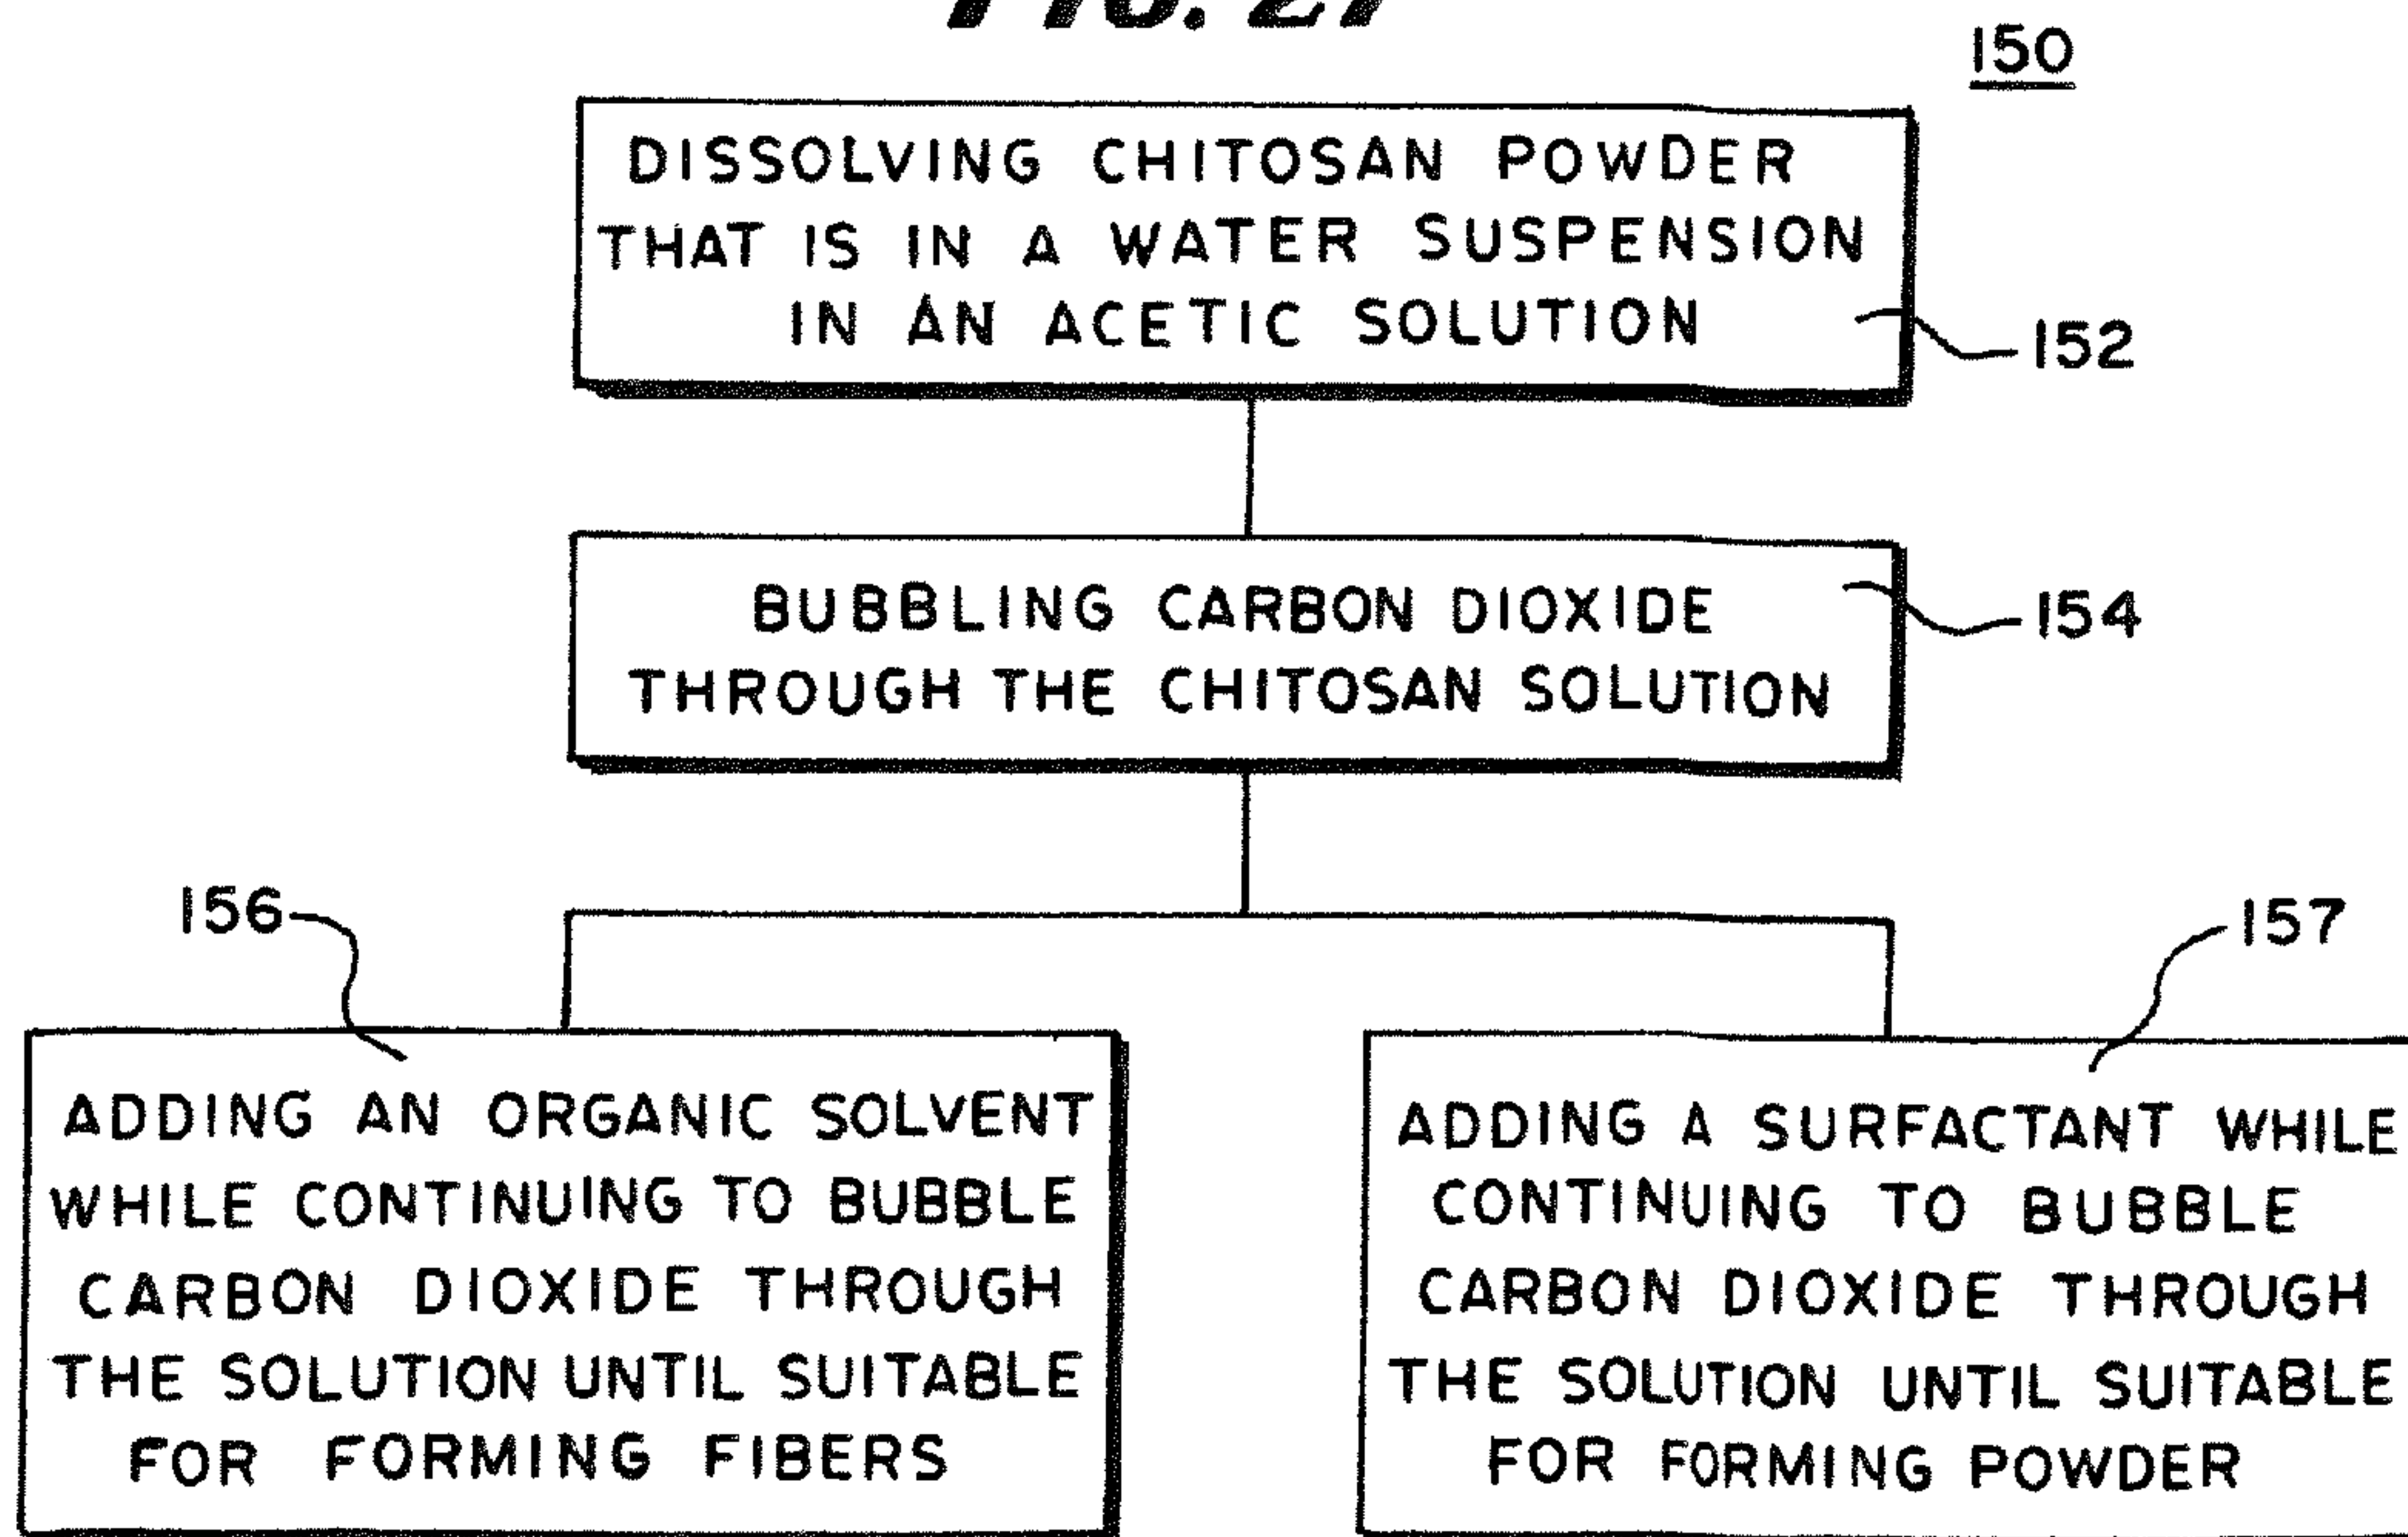 FIG. 27
150
DISSOLVING CHITOSAN POWDER
THAT IS IN A WATER SUSPENSION
IN AN ACETIC SOLUTION
152
BUBBLING CARBON DIOXIDE
THROUGH THE CHITOSAN SOLUTION
154
156
ADDING AN ORGANIC SOLVENT
WHILE CONTINUING TO BUBBLE
CARBON DIOXIDE THROUGH
THE SOLUTION UNTIL SUITABLE
FOR FORMING FIBERS
157
ADDING A SURFACTANT WHILE
CONTINUING TO BUBBLE
CARBON DIOXIDE THROUGH
THE SOLUTION UNTIL SUITABLE
FOR FORMING POWDER